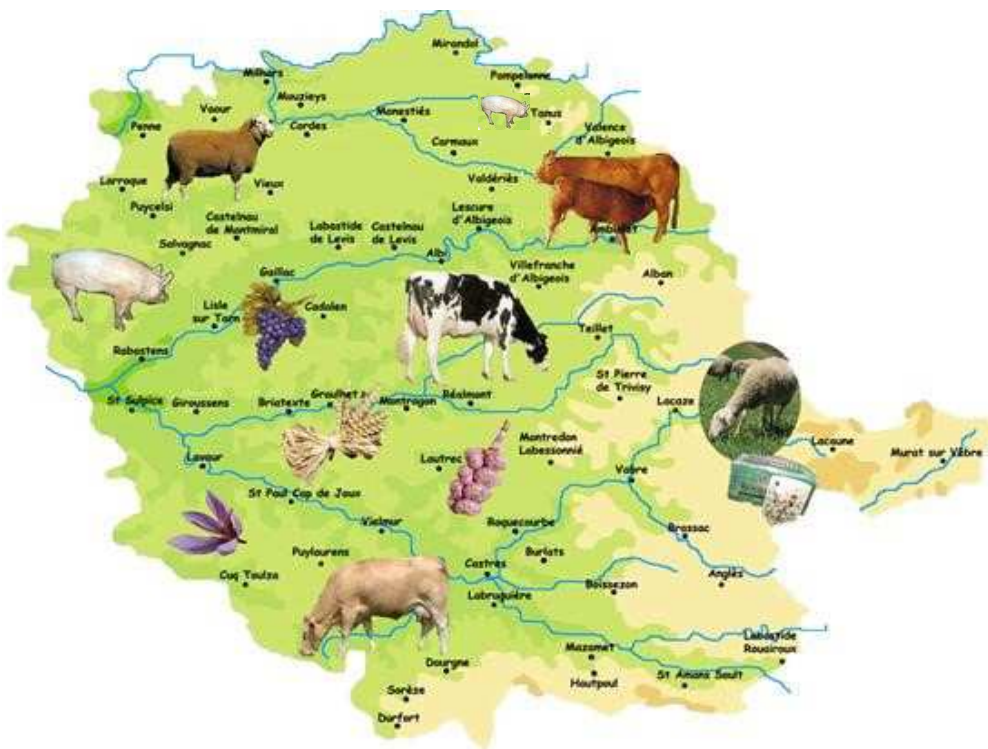 Mirandol
Pampelonne
Milhars
Mouzieys
Vaour
Tanus
Monestiés
Penne
Cordes
Valence
d'Albigeois
Carmaux
Larroque
Vieux
Valdériès
Puycelsi
Castelnau
de Montmiral
Lescure
d'Albigeois
Labastide
de Levis
Castelnau
de Levis
Salvagnac
Albi
Villefranche
d'Albigeois
Alban
Gaillac
Lisle
sur Tarn
Cadalen
Teillet
Rabastens
St Pierre
de Trivisy
St Sulpice
Giroussens
Briatexte
Graulhet
Montragon
Réalmont
Lacaze
Montredon
Labessonnié
Lacaune
Murat sur Vèbre
Lavaur
Lautrec
Vabre
St Paul Cap de Joux
Vielmur
Roquecourbe
Brassac
Puylaurens
Burlats
Cuq Toulza
Castres
Boissezon
Anglès
Labruguière
Labastide
Rouairoux
Mazamet
Dourgne
Hautpoul
St Amans Soult
Sorèze
Durfort